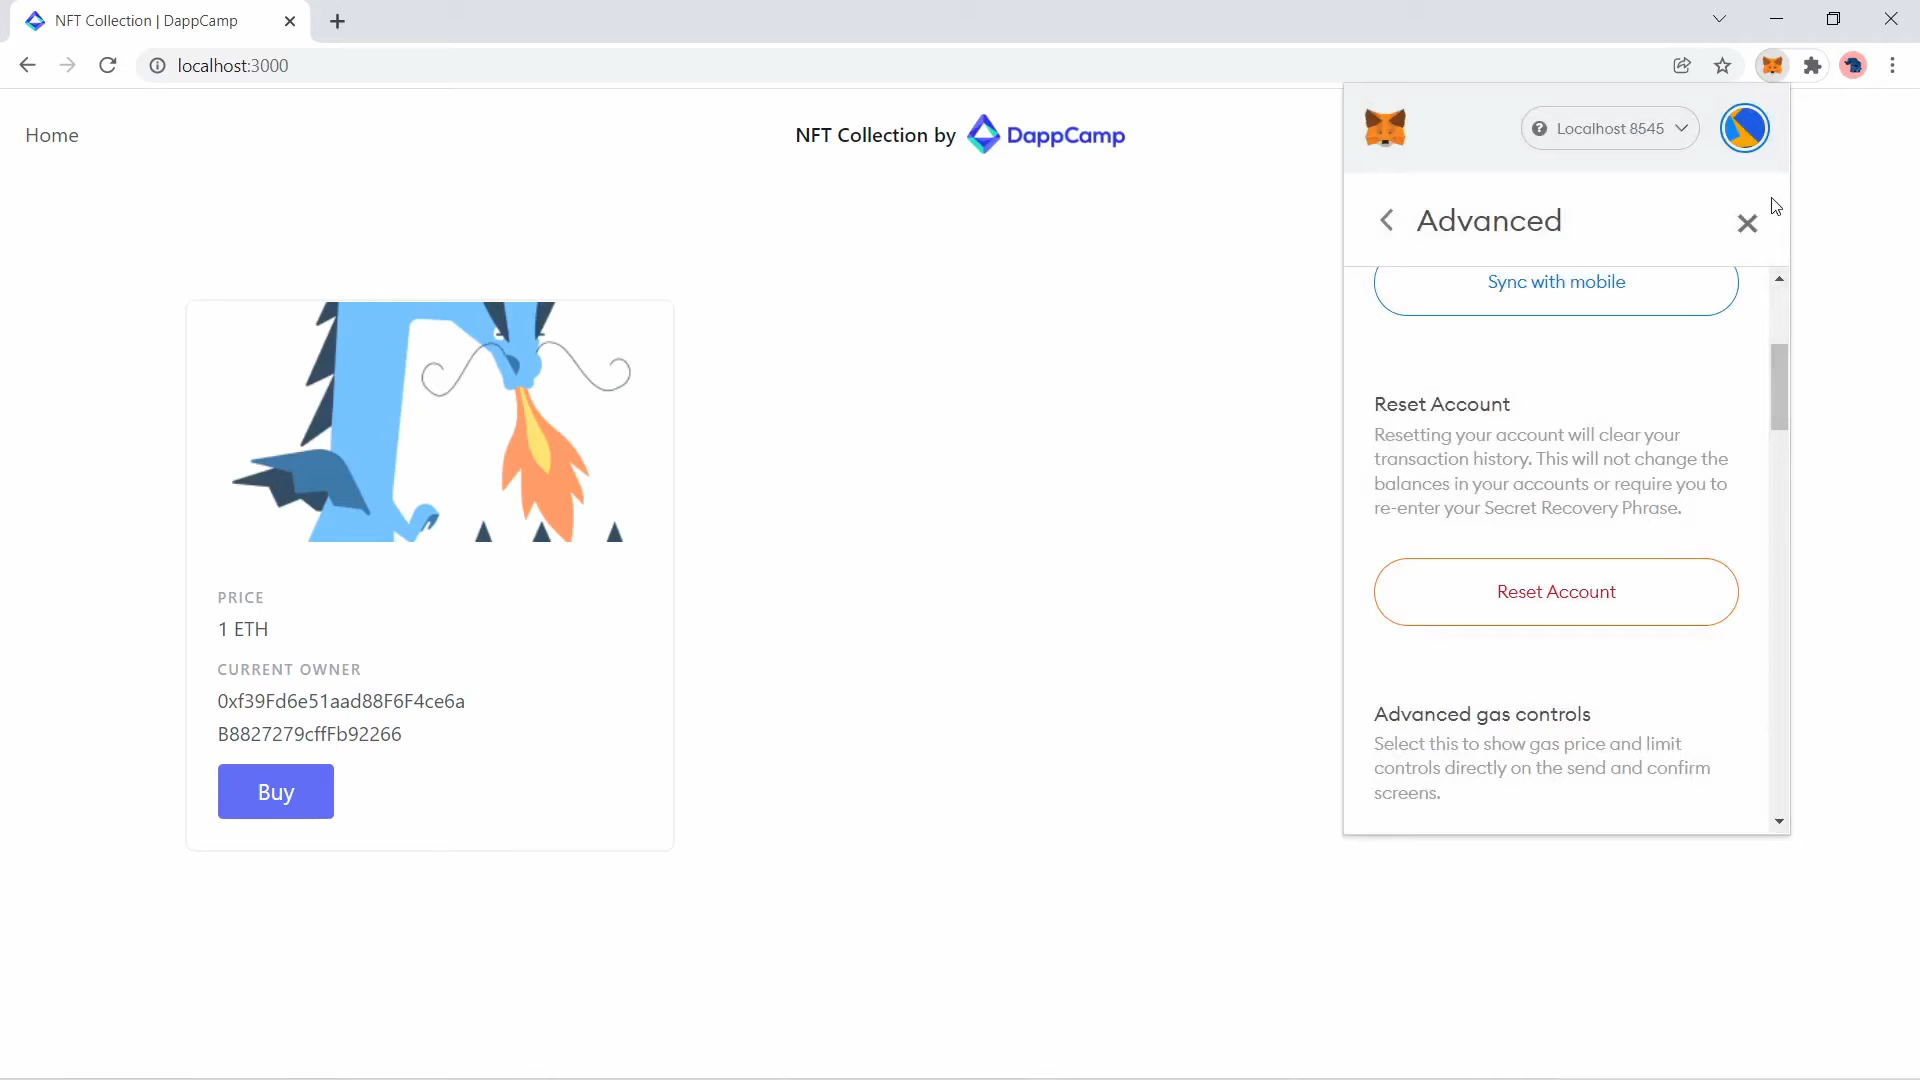 NFT Collection | DappCamp
localhost:3000
Home
NFT Collection by DappCamp
Localhost 8545
Advanced
Sync with mobile
Reset Account
Resetting your account will clear your
transaction history. This will not change the
balances in your accounts or require you to
re-enter your Secret Recovery Phrase.
Reset Account
Advanced gas controls
Select this to show gas price and limit
controls directly on the send and confirm
screens.
PRICE
1 ETH
CURRENT OWNER
0xf39Fd6e51aad88F6F4ce6a
B8827279cffFb92266
Buy